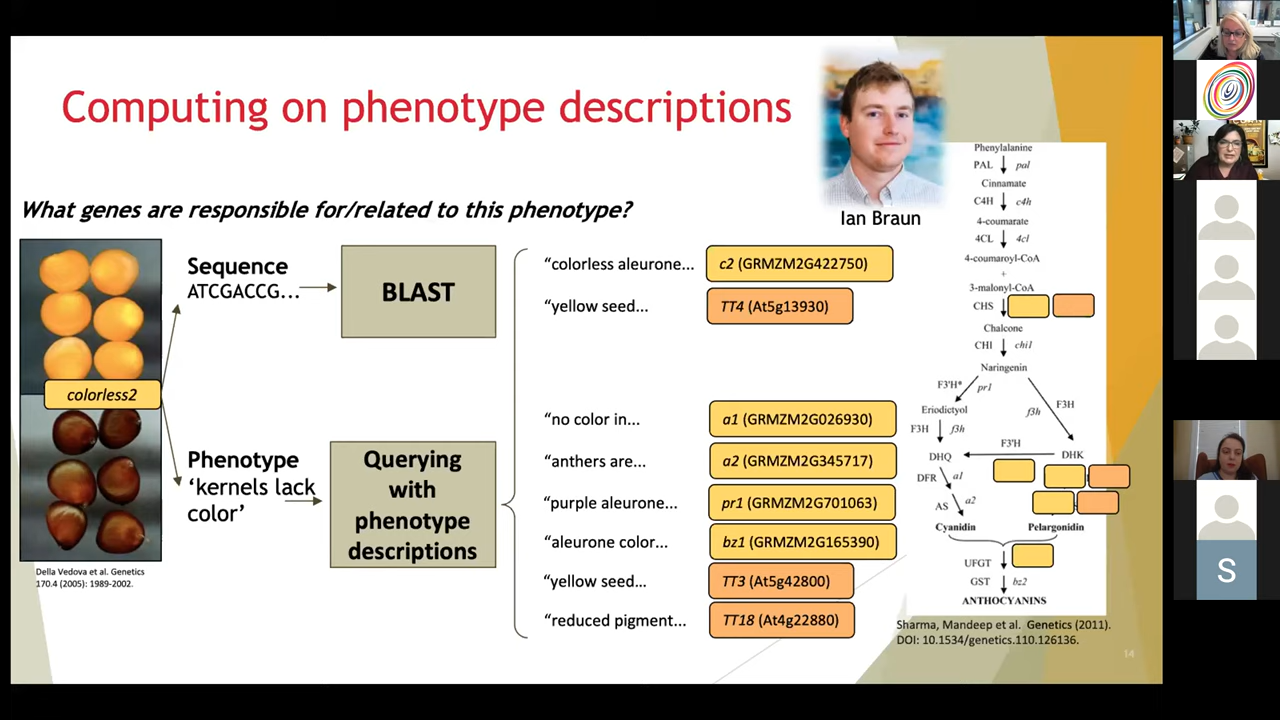 Computing on phenotype descriptions
Ian Braun
What genes are responsible for/related to this phenotype?
colorless2
Della Vedova et al. Genetics
170.4 (2005): 1989-2002.
Sequence
ATCGACCG...
Phenotype
‘kernels lack
color’
BLAST
Querying
with
phenotype
descriptions
“colorless aleurone... c2 (GRMZM2G422750)
“yellow seed... TT4 (At5g13930)
“no color in... a1 (GRMZM2G026930)
“anthers are... a2 (GRMZM2G345717)
“purple aleurone... pr1 (GRMZM2G701063)
“aleurone color... bz1 (GRMZM2G165390)
“yellow seed... TT3 (At5g42800)
“reduced pigment... TT18 (At4g22880)
Phenylalanine
PAL pal
Cinnamate
C4H c4h
4-coumarate
4CL 4cl
4-coumaroyl-CoA
+
3-malonyl-CoA
CHS
Chalcone
CHI chi1
Naringenin
F3'H* pr1
Eriodictyol
f3h F3H
F3H f3h
F3'H
DHQ DHK
DFR a1
AS a2
Cyanidin Pelargonidin
UFGT
GST bz2
ANTHOCYANINS
Sharma, Mandeep et al. Genetics (2011).
DOI: 10.1534/genetics.110.126136.
14
S